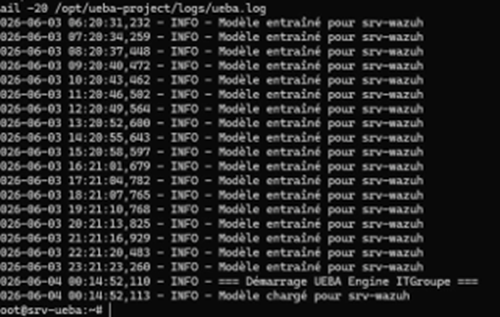 ail -20 /opt/ueba-project/logs/ueba.log
026-06-03 06:20:31,232 - INFO - Modèle entraîné pour srv-wazuh
026-06-03 07:20:34,259 - INFO - Modèle entraîné pour srv-wazuh
026-06-03 08:20:37,448 - INFO - Modèle entraîné pour srv-wazuh
026-06-03 09:20:40,472 - INFO - Modèle entraîné pour srv-wazuh
026-06-03 10:20:43,462 - INFO - Modèle entraîné pour srv-wazuh
026-06-03 11:20:46,502 - INFO - Modèle entraîné pour srv-wazuh
026-06-03 12:20:49,564 - INFO - Modèle entraîné pour srv-wazuh
026-06-03 13:20:52,680 - INFO - Modèle entraîné pour srv-wazuh
026-06-03 14:20:55,643 - INFO - Modèle entraîné pour srv-wazuh
026-06-03 15:20:58,597 - INFO - Modèle entraîné pour srv-wazuh
026-06-03 16:21:01,679 - INFO - Modèle entraîné pour srv-wazuh
026-06-03 17:21:04,782 - INFO - Modèle entraîné pour srv-wazuh
026-06-03 18:21:07,765 - INFO - Modèle entraîné pour srv-wazuh
026-06-03 19:21:10,768 - INFO - Modèle entraîné pour srv-wazuh
026-06-03 20:21:13,825 - INFO - Modèle entraîné pour srv-wazuh
026-06-03 21:21:16,929 - INFO - Modèle entraîné pour srv-wazuh
026-06-03 22:21:20,483 - INFO - Modèle entraîné pour srv-wazuh
026-06-03 23:21:23,260 - INFO - Modèle entraîné pour srv-wazuh
026-06-04 00:14:52,110 - INFO - === Démarrage UEBA Engine ITGroupe ===
026-06-04 00:14:52,113 - INFO - Modèle chargé pour srv-wazuh
oot@srv-ueba:~#